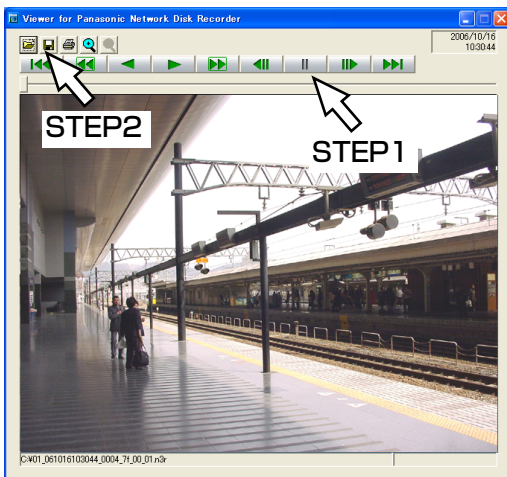 Viewer for Panasonic Network Disk Recorder
2006/10/16
10:30:44
STEP2
STEP1
C:¥01_061016103044_0004_7f_00_01.n3r